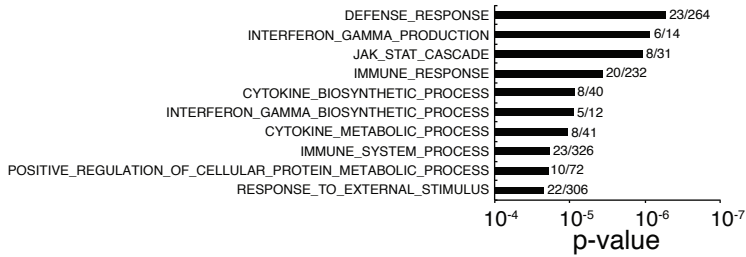 DEFENSE_RESPONSE 23/264
INTERFERON_GAMMA_PRODUCTION 6/14
JAK_STAT_CASCADE 8/31
IMMUNE_RESPONSE 20/232
CYTOKINE_BIOSYNTHETIC_PROCESS 8/40
INTERFERON_GAMMA_BIOSYNTHETIC_PROCESS 5/12
CYTOKINE_METABOLIC_PROCESS 8/41
IMMUNE_SYSTEM_PROCESS 23/326
POSITIVE_REGULATION_OF_CELLULAR_PROTEIN_METABOLIC_PROCESS 10/72
RESPONSE_TO_EXTERNAL_STIMULUS 22/306
10-4 10-5 10-6 10-7
p-value